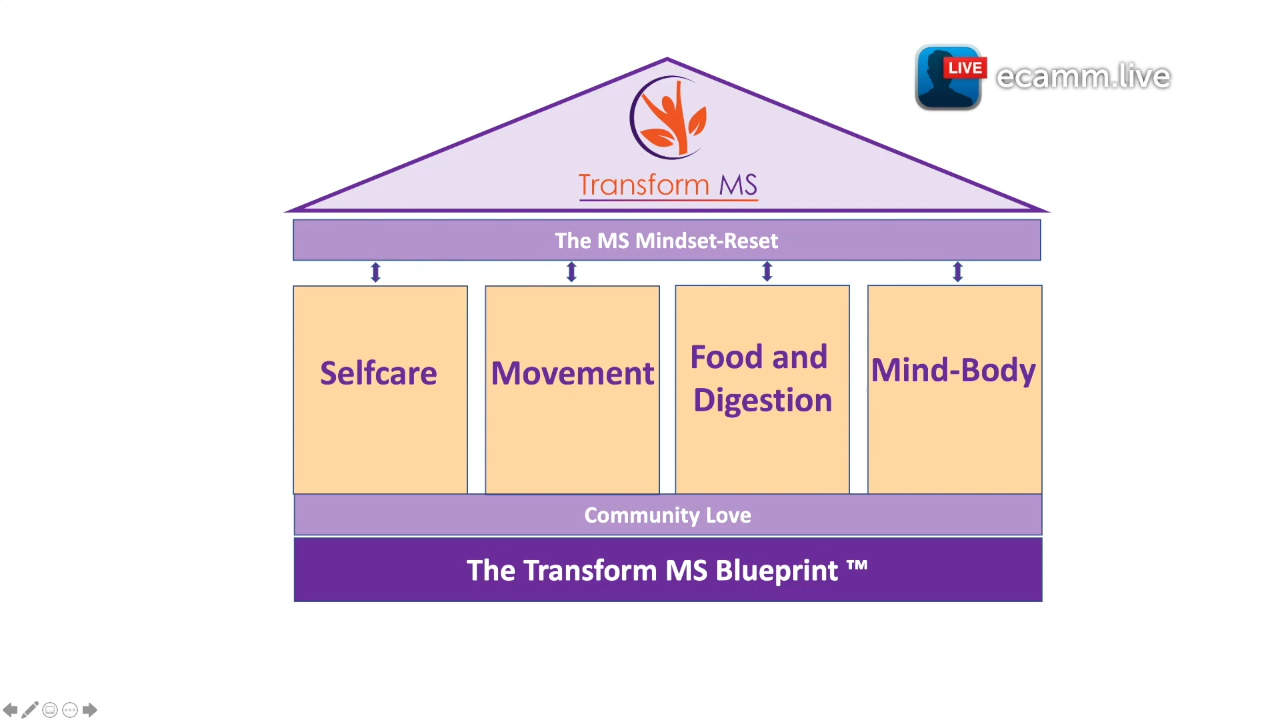 LIVE
ecamm.live
Transform MS
The MS Mindset-Reset
Selfcare
Movement
Food and
Digestion
Mind-Body
Community Love
The Transform MS Blueprint ™